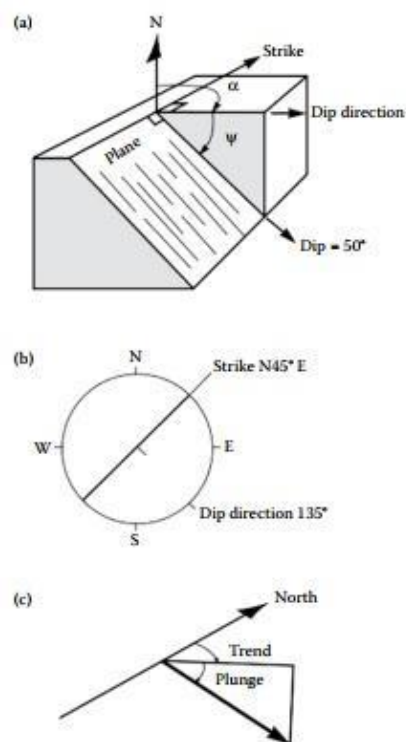 (a)
N
Strike
α
Dip direction
Plane
ψ
Dip = 50°
(b)
N
Strike N45° E
W
E
Dip direction 135°
S
(c)
North
Trend
Plunge